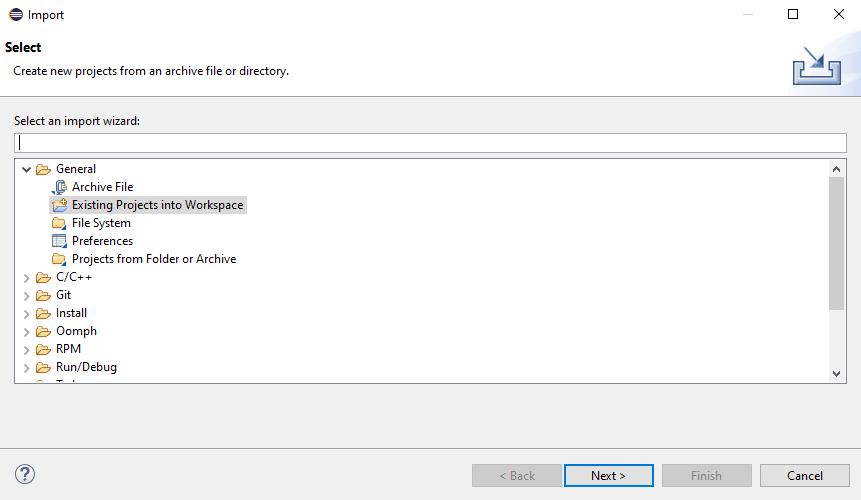 Import
Select
Create new projects from an archive file or directory.
Select an import wizard:
General
Archive File
Existing Projects into Workspace
File System
Preferences
Projects from Folder or Archive
C/C++
Git
Install
Oomph
RPM
Run/Debug
?
< Back
Next >
Finish
Cancel